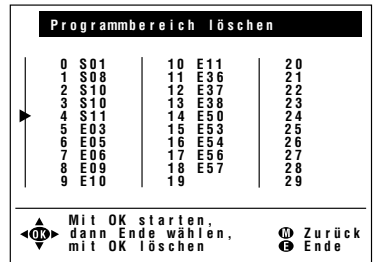 Programmbereich löschen
0 S01 10 E11 20
1 S08 11 E36 21
2 S10 12 E37 22
3 S10 13 E38 23
4 S11 14 E50 24
5 E03 15 E53 25
6 E05 16 E54 26
7 E06 17 E56 27
8 E09 18 E57 28
9 E10 19 29
Mit OK starten,
OK dann Ende wählen, M Zurück
mit OK löschen E Ende